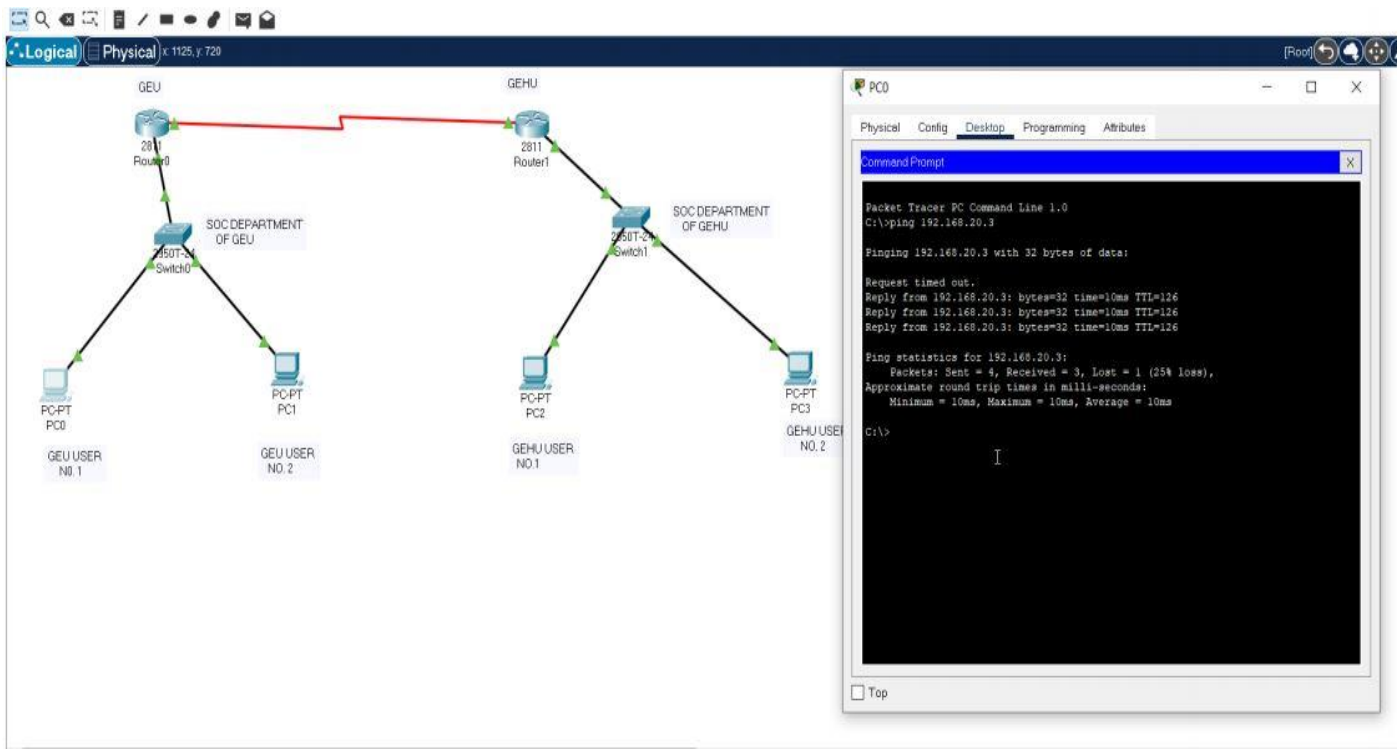 Logical Physical x: 1125, y: 720 [Root]
GEU
GEHU
2811
Router0
2811
Router1
SOC DEPARTMENT
OF GEU
SOC DEPARTMENT
OF GEHU
2950T-24
Switch0
2950T-24
Switch1
PC-PT
PC0
PC-PT
PC1
PC-PT
PC2
PC-PT
PC3
GEU USER
N0. 1
GEU USER
NO. 2
GEHU USER
NO.1
GEHU USER
NO. 2
PC0
Physical Config Desktop Programming Attributes
Command Prompt X
Packet Tracer PC Command Line 1.0
C:\>ping 192.168.20.3
Pinging 192.168.20.3 with 32 bytes of data:
Request timed out.
Reply from 192.168.20.3: bytes=32 time=10ms TTL=126
Reply from 192.168.20.3: bytes=32 time=10ms TTL=126
Reply from 192.168.20.3: bytes=32 time=10ms TTL=126
Ping statistics for 192.168.20.3:
Packets: Sent = 4, Received = 3, Lost = 1 (25% loss),
Approximate round trip times in milli-seconds:
Minimum = 10ms, Maximum = 10ms, Average = 10ms
C:\>
Top